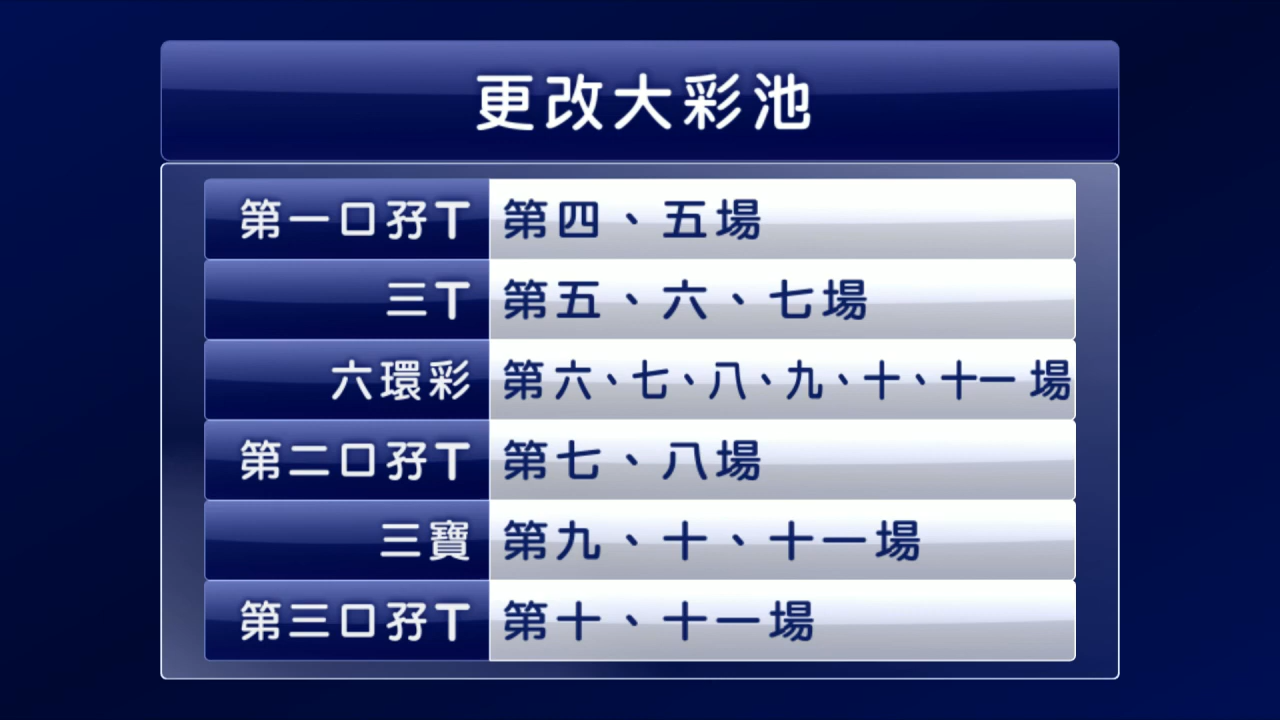 更改大彩池
第一口孖T 第四、五場
三T 第五、六、七場
六環彩 第六、七、八、九、十、十一場
第二口孖T 第七、八場
三寶 第九、十、十一場
第三口孖T 第十、十一場